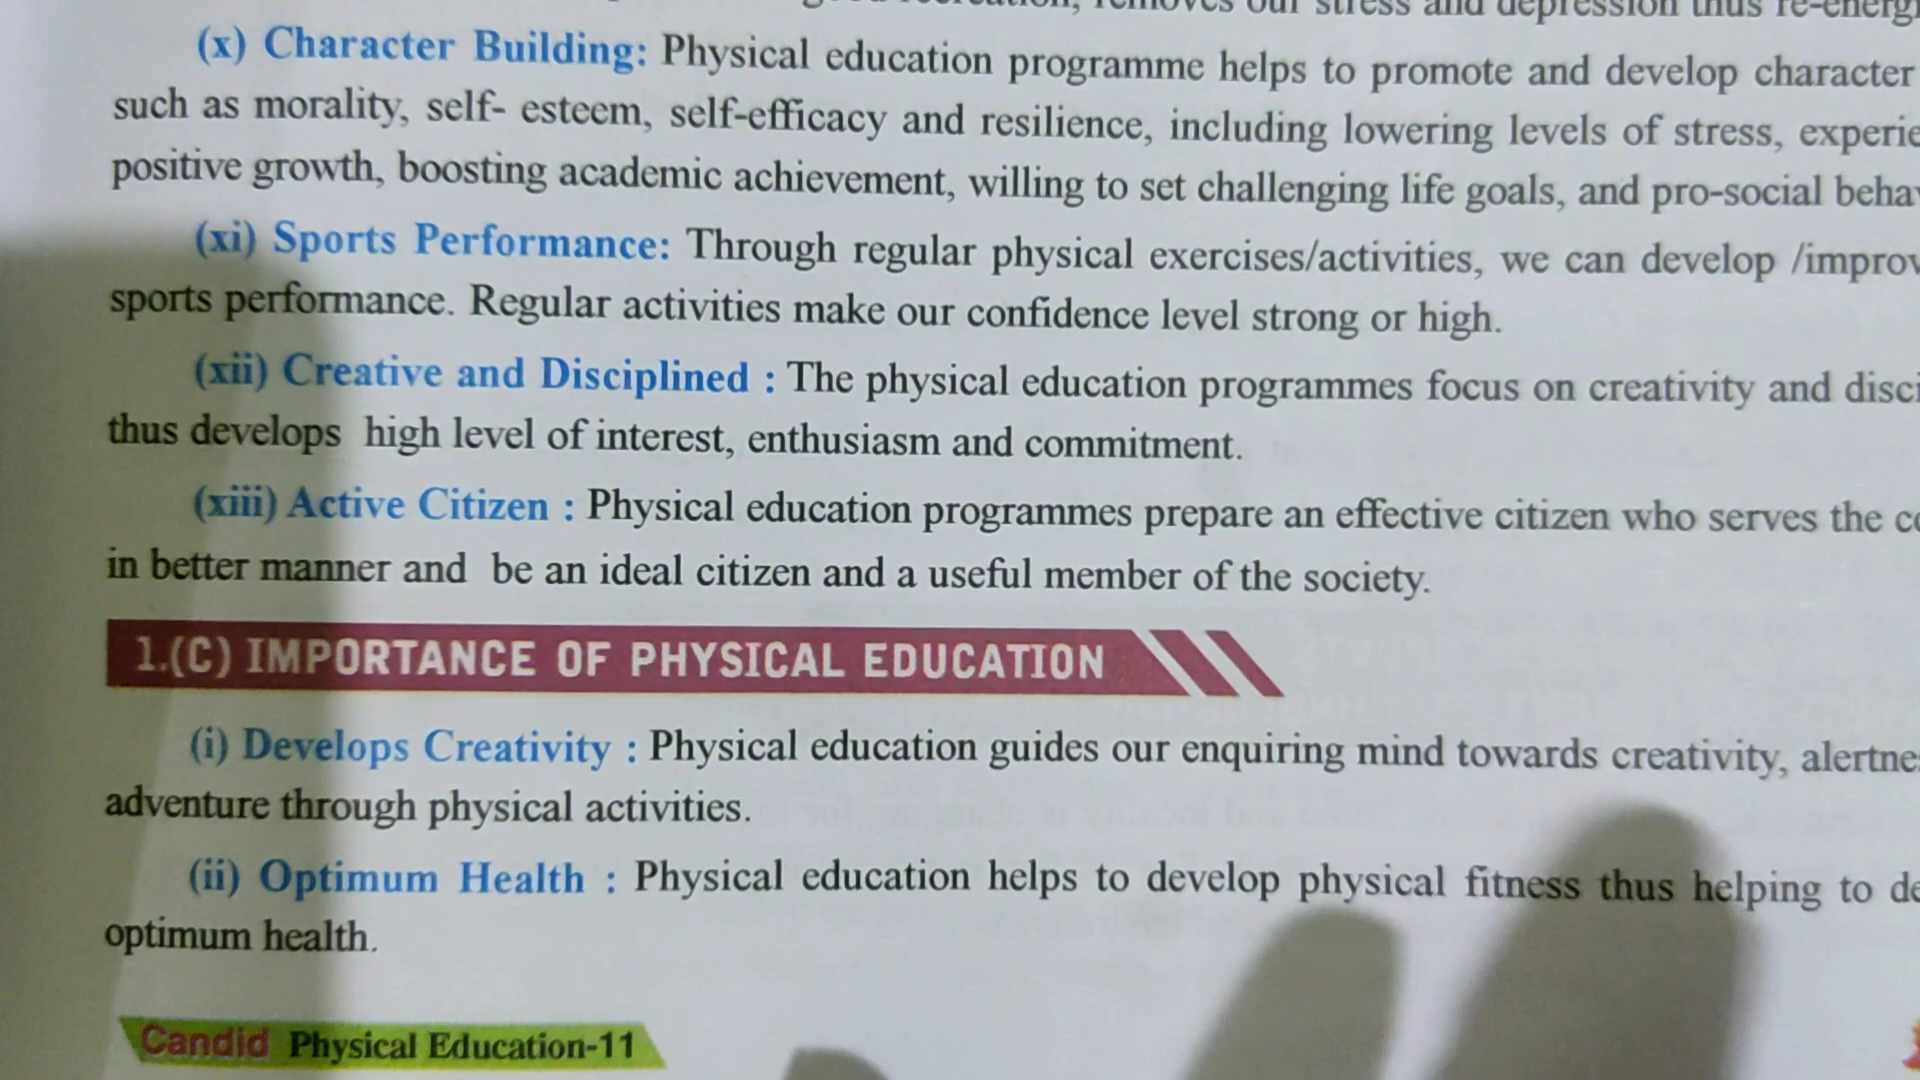 removes our stress and depression thus
(x) Character Building: Physical education programme helps to promote and develop character
such as morality, self- esteem, self-efficacy and resilience, including lowering levels of stress,
positive growth, boosting academic achievement, willing to set challenging life goals, and pro-social
(xi) Sports Performance: Through regular physical exercises/activities, we can develop /improv
sports performance. Regular activities make our confidence level strong or high.
(xii) Creative and Disciplined : The physical education programmes focus on creativity and
thus develops high level of interest, enthusiasm and commitment.
(xiii) Active Citizen : Physical education programmes prepare an effective citizen who serves the
in better manner and be an ideal citizen and a useful member of the society.
1.(C) IMPORTANCE OF PHYSICAL EDUCATION
(i) Develops Creativity : Physical education guides our enquiring mind towards creativity,
adventure through physical activities.
(ii) Optimum Health : Physical education helps to develop physical fitness thus helping to
optimum health.
Candid Physical Education-11